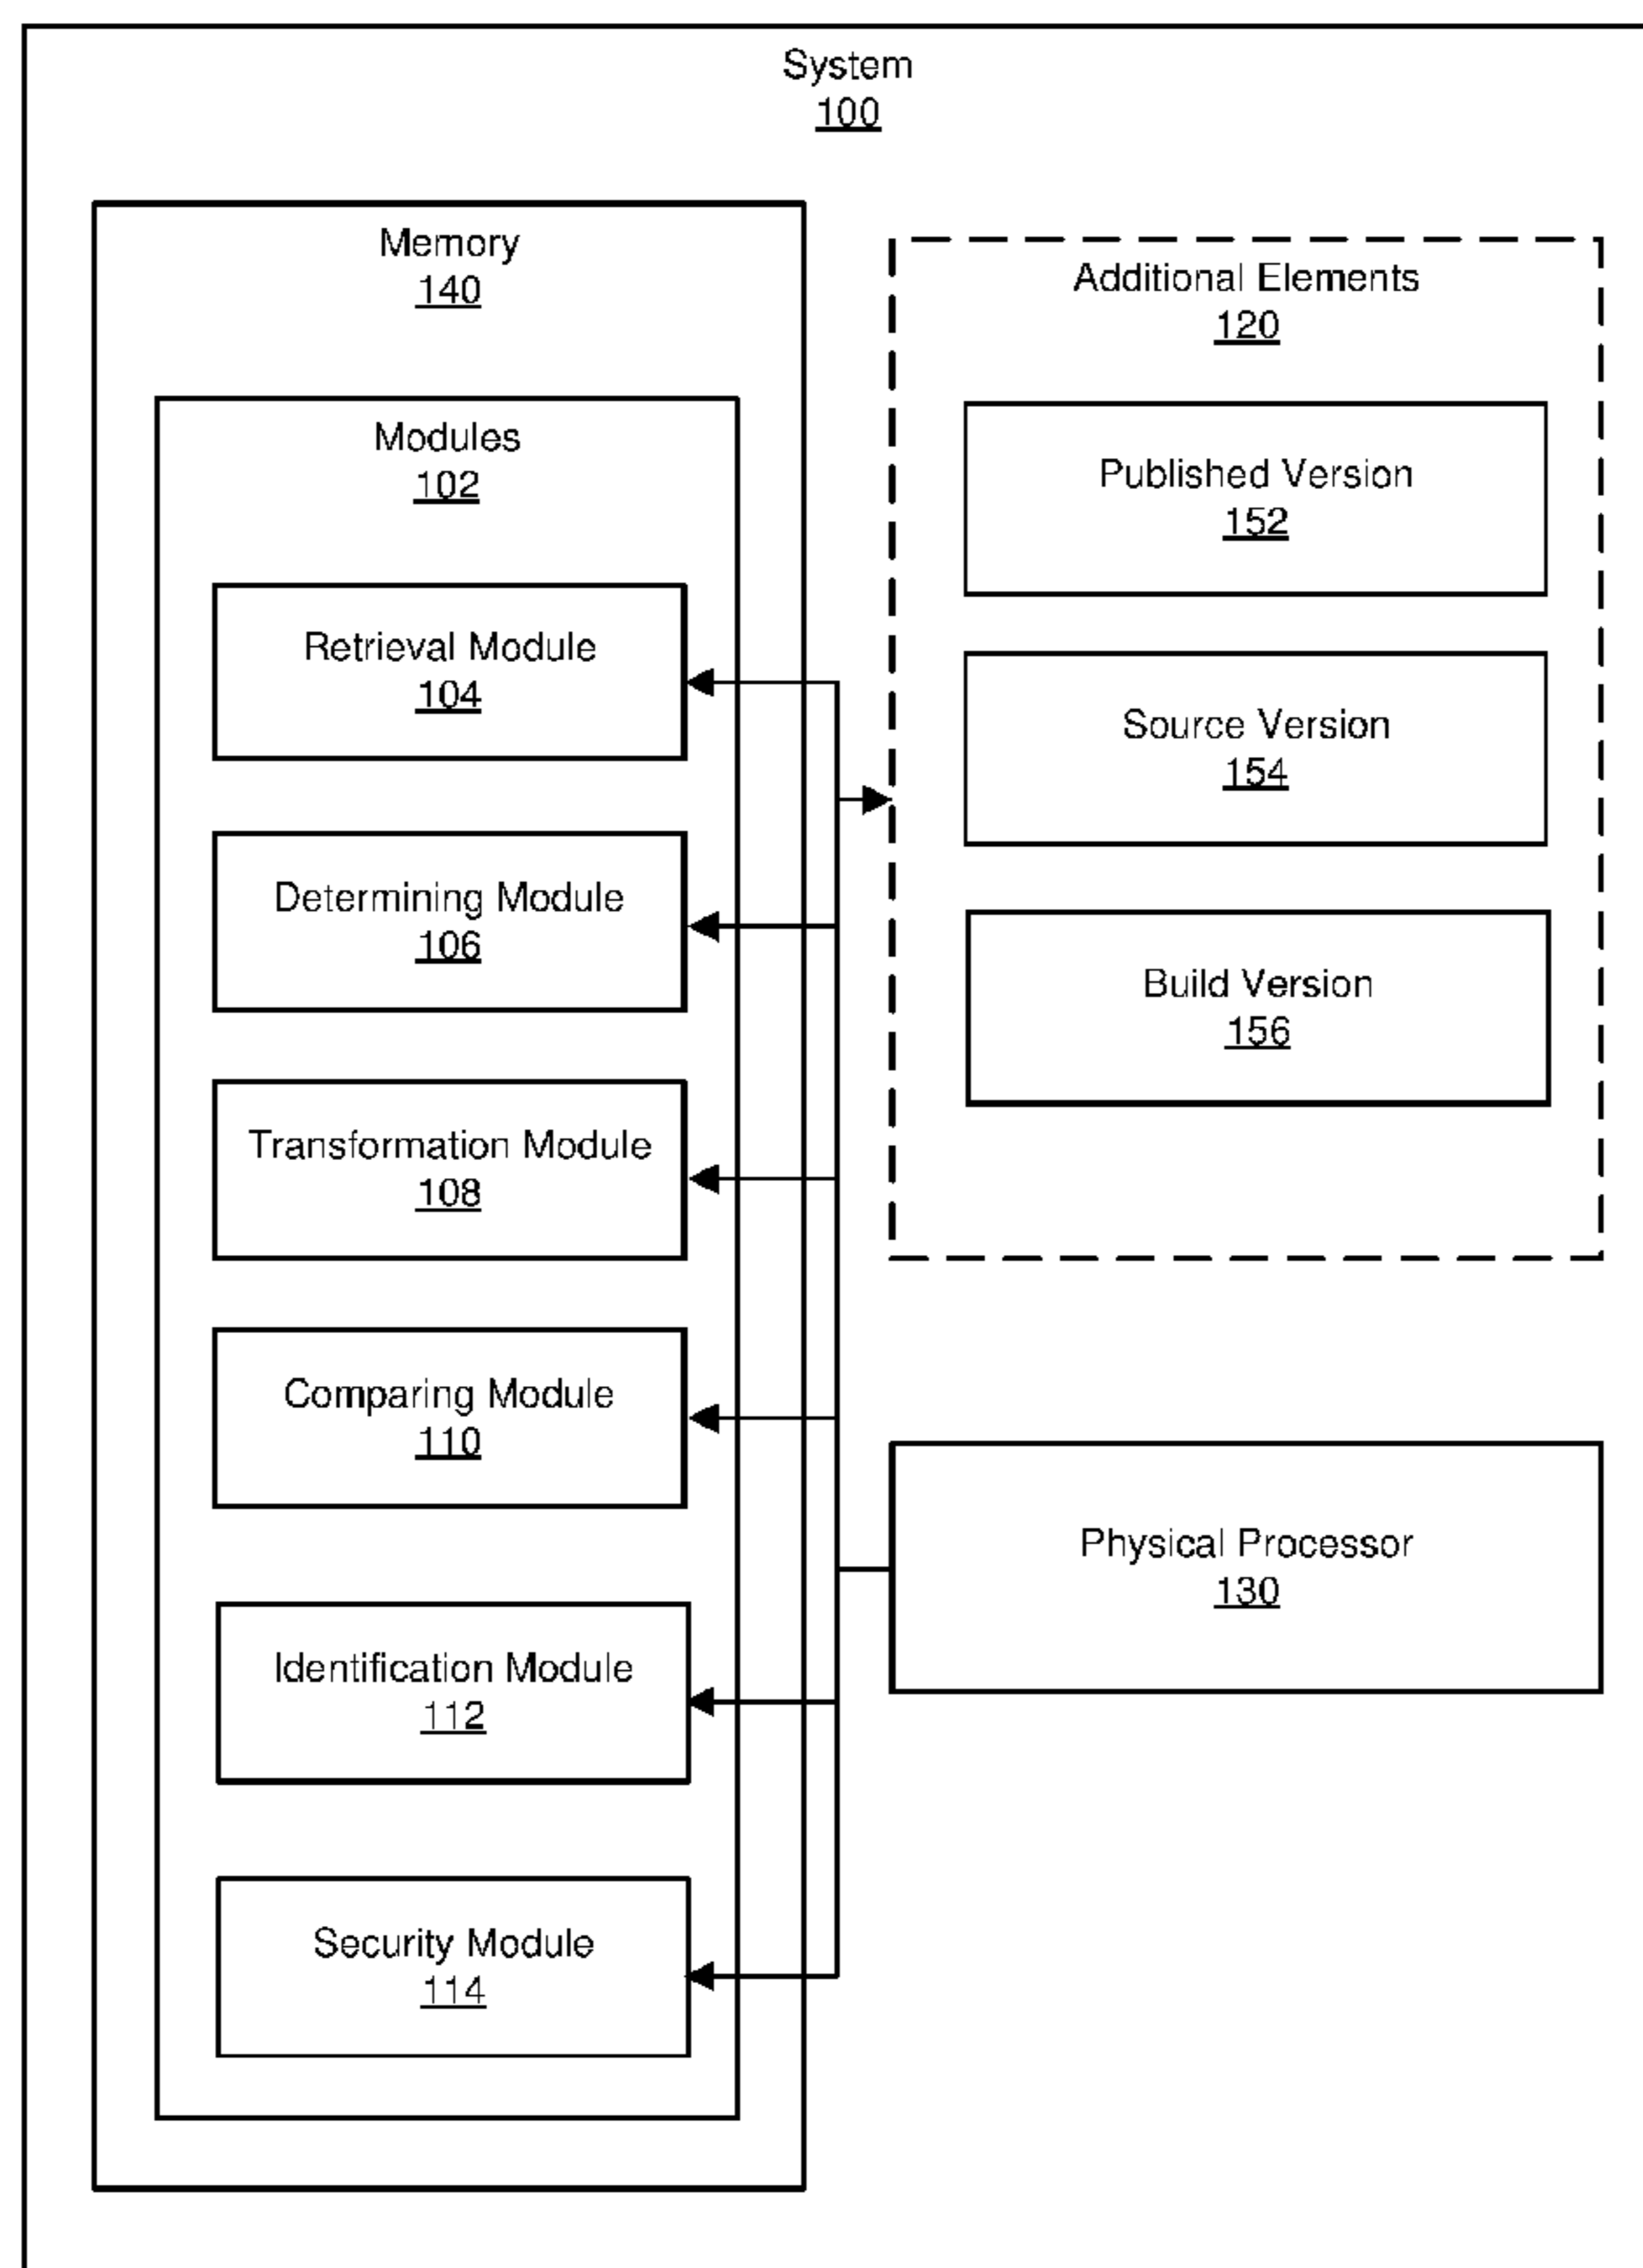 System
100
Memory
140
Modules
102
Retrieval Module
104
Determining Module
106
Transformation Module
108
Comparing Module
110
Identification Module
112
Security Module
114
Additional Elements
120
Published Version
152
Source Version
154
Build Version
156
Physical Processor
130